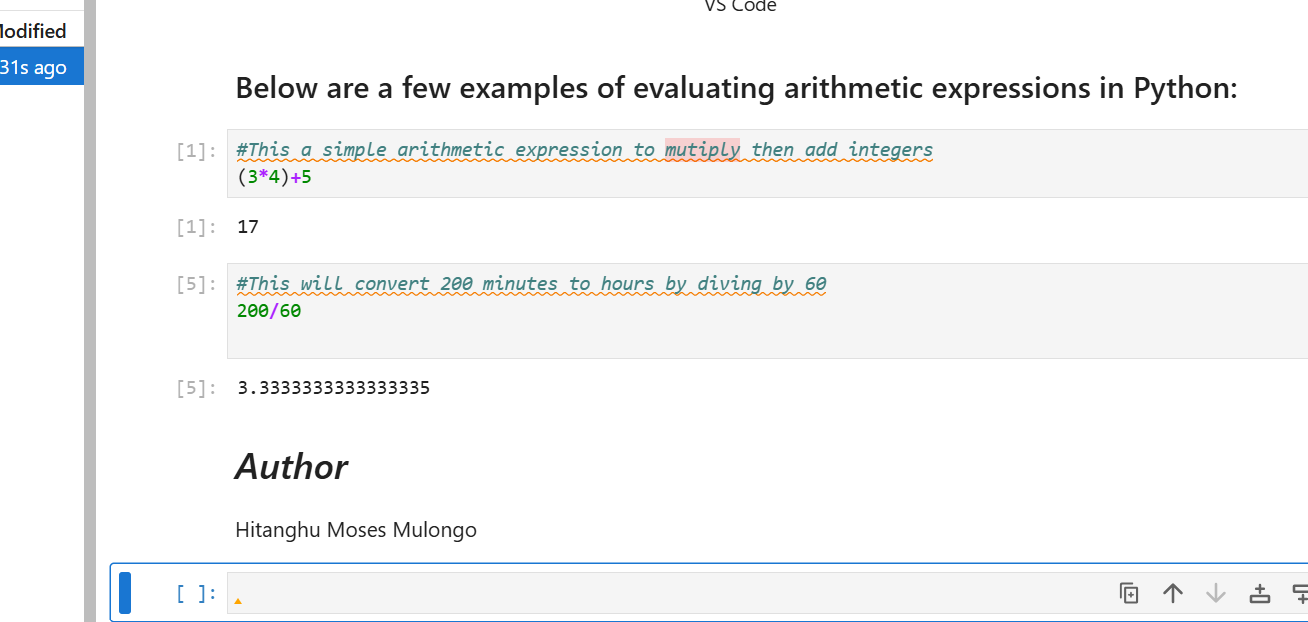 VS Code
Modified
31s ago
Below are a few examples of evaluating arithmetic expressions in Python:
[1]: #This a simple arithmetic expression to mutiply then add integers
(3*4)+5
[1]: 17
[5]: #This will convert 200 minutes to hours by diving by 60
200/60
[5]: 3.3333333333333335
Author
Hitanghu Moses Mulongo
[ ]: